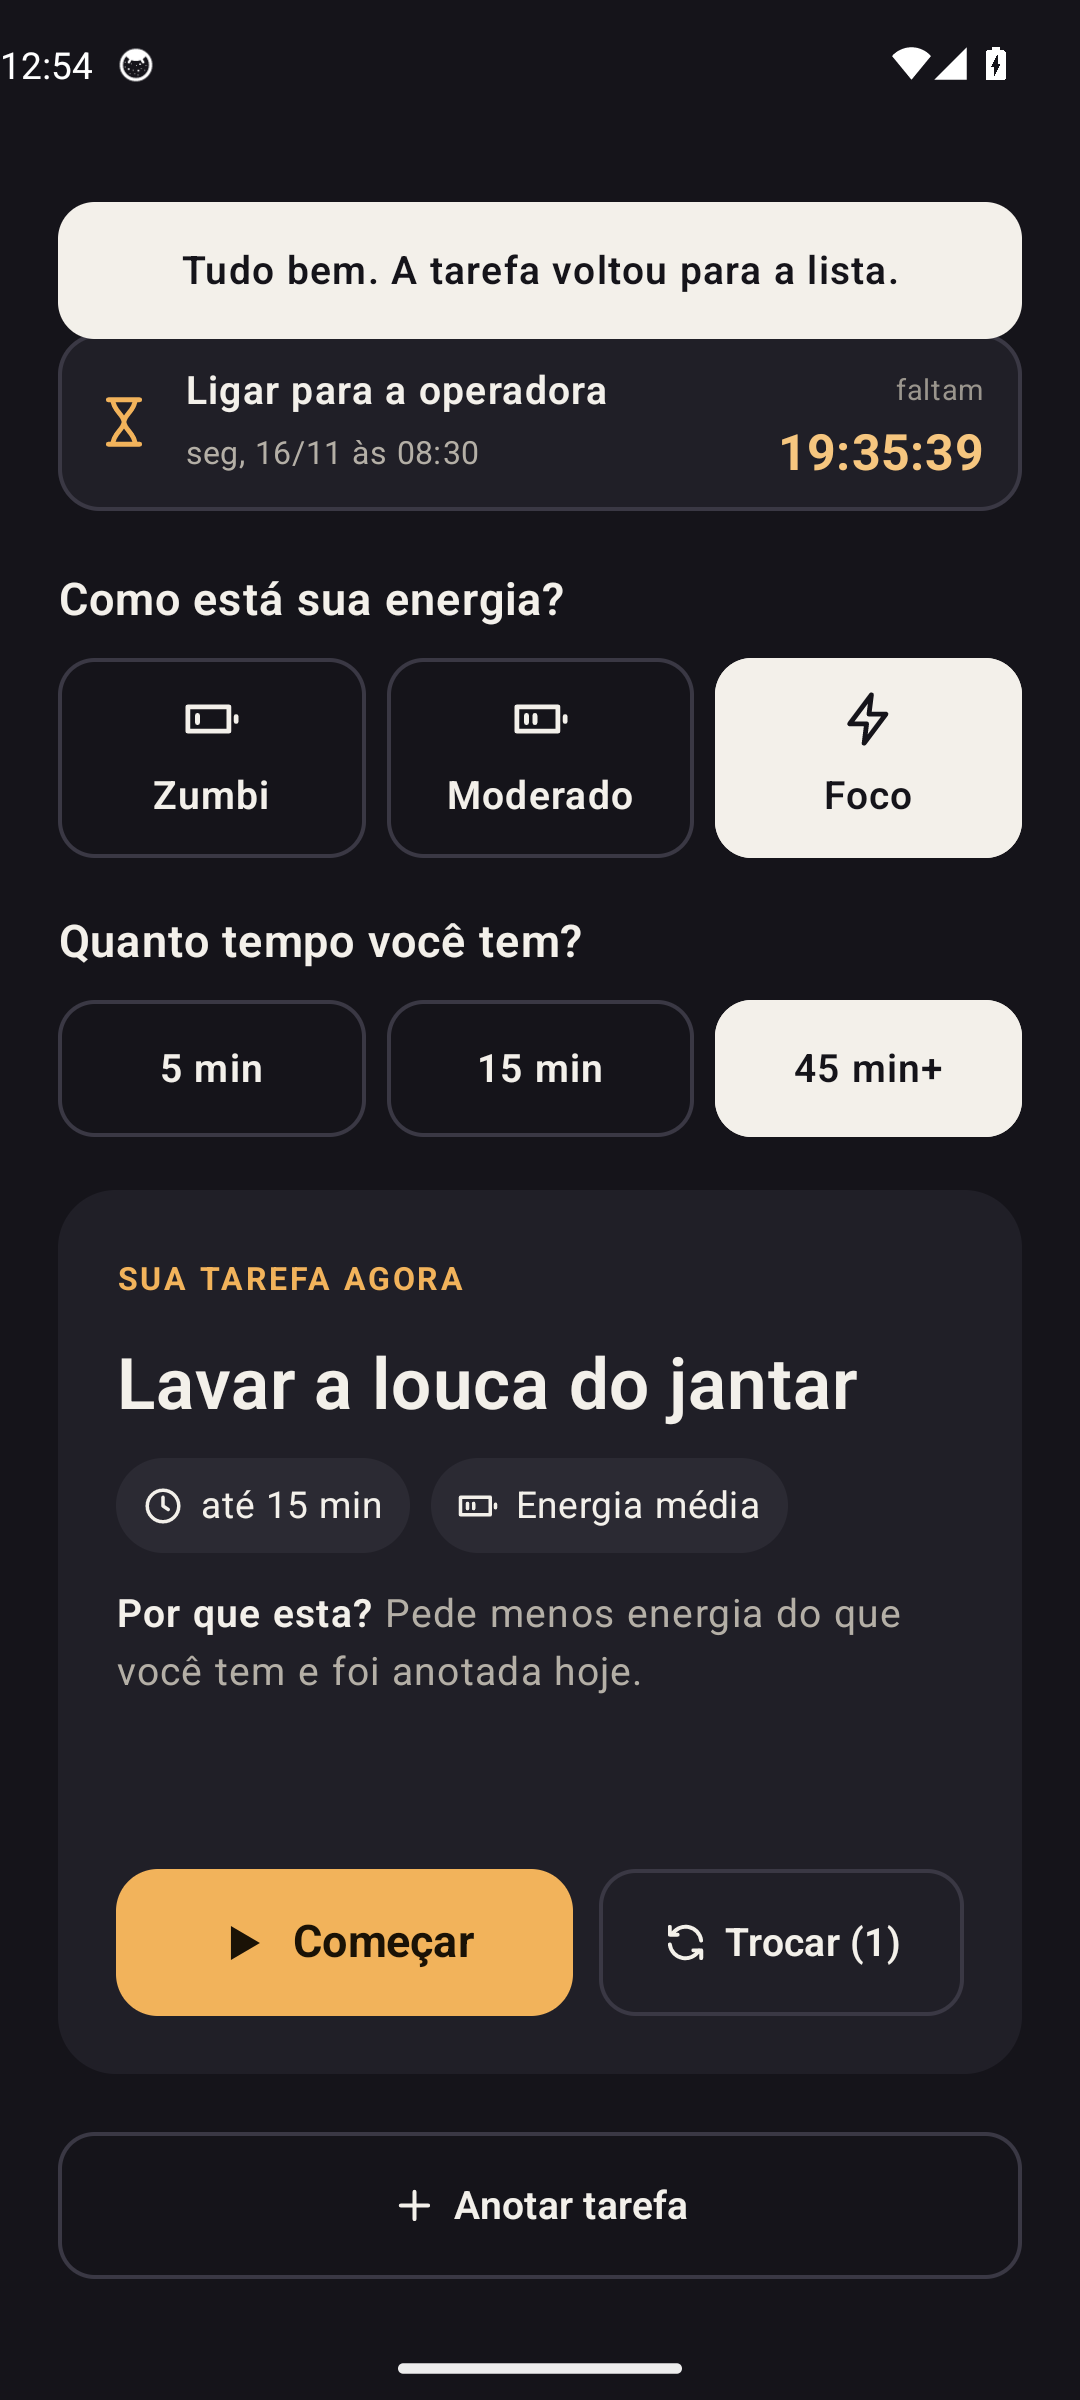 12:54
Tudo bem. A tarefa voltou para a lista.
Ligar para a operadora
faltam
seg, 16/11 às 08:30
19:35:39
Como está sua energia?
Zumbi
Moderado
Foco
Quanto tempo você tem?
5 min
15 min
45 min+
SUA TAREFA AGORA
Lavar a louca do jantar
até 15 min
Energia média
Por que esta? Pede menos energia do que
você tem e foi anotada hoje.
Começar
Trocar (1)
Anotar tarefa